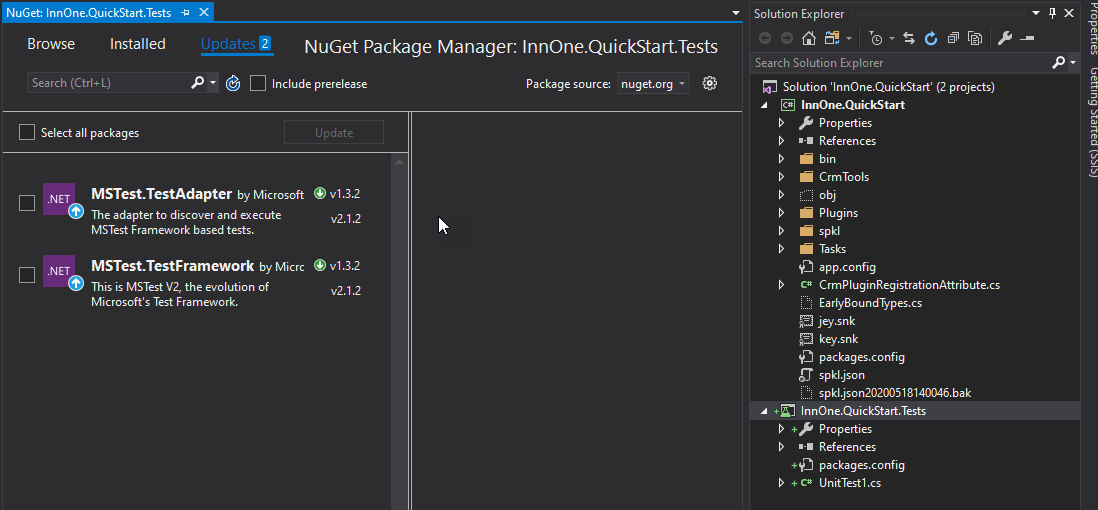 NuGet: InnOne.QuickStart.Tests
Browse
Installed
Updates 2
NuGet Package Manager: InnOne.QuickStart.Tests
Search (Ctrl+L)
Include prerelease
Package source: nuget.org
Select all packages
Update
.NET
MSTest.TestAdapter by Microsoft
v1.3.2
The adapter to discover and execute
MSTest Framework based tests.
v2.1.2
.NET
MSTest.TestFramework by Micrc
v1.3.2
This is MSTest V2, the evolution of
Microsoft's Test Framework.
v2.1.2
Solution Explorer
Search Solution Explorer
Solution 'InnOne.QuickStart' (2 projects)
C# InnOne.QuickStart
Properties
References
bin
CrmTools
obj
Plugins
spkl
Tasks
app.config
C# CrmPluginRegistrationAttribute.cs
EarlyBoundTypes.cs
jey.snk
key.snk
packages.config
spkl.json
spkl.json20200518140046.bak
InnOne.QuickStart.Tests
Properties
References
packages.config
C# UnitTest1.cs
Properties
Getting Started (SSIS)